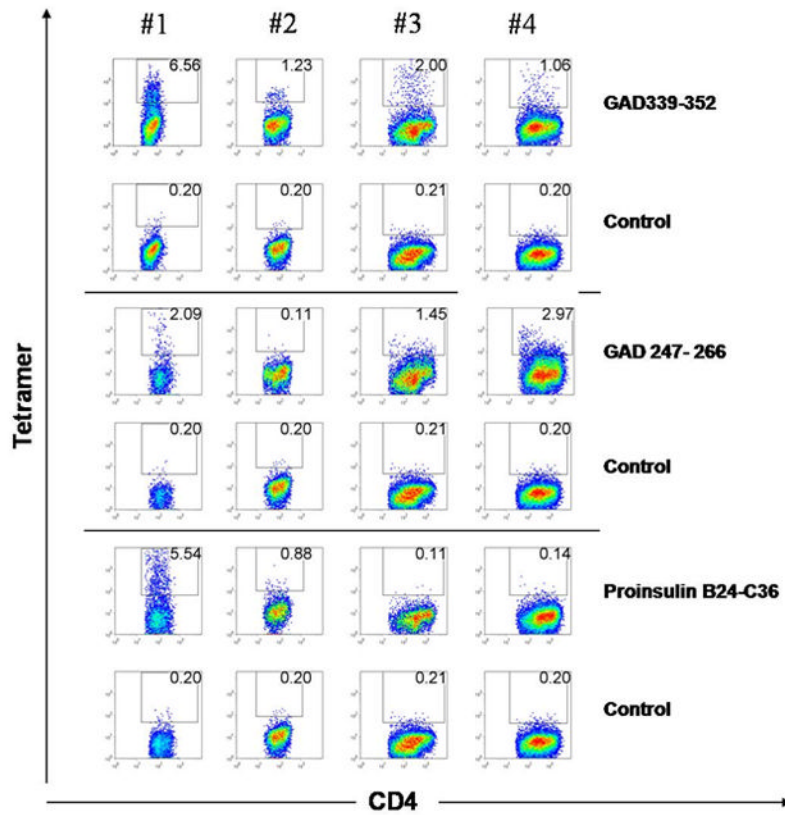 #1 #2 #3 #4
6.56 1.23 2.00 1.06 GAD339-352
0.20 0.20 0.21 0.20 Control
2.09 0.11 1.45 2.97 GAD 247- 266
0.20 0.20 0.21 0.20 Control
5.54 0.88 0.11 0.14 Proinsulin B24-C36
0.20 0.20 0.21 0.20 Control
Tetramer
CD4